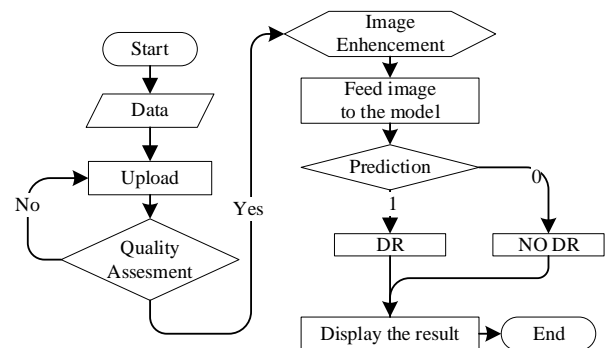 Start
Data
Upload
No
Quality
Assesment
Yes
Image
Enhencement
Feed image
to the model
Prediction
1
0
DR
NO DR
Display the result
End